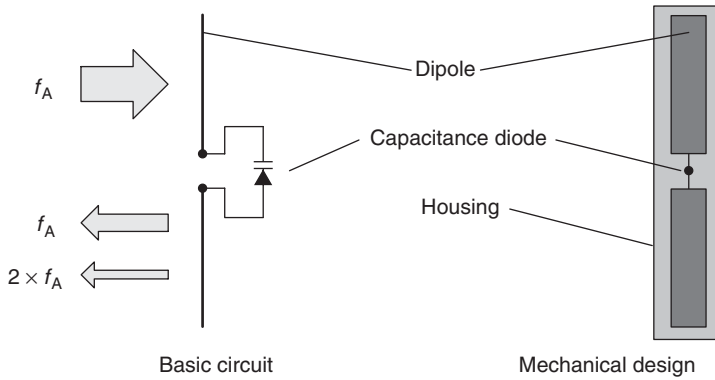 Dipole
f_A
Capacitance diode
Housing
f_A
2 × f_A
Basic circuit
Mechanical design